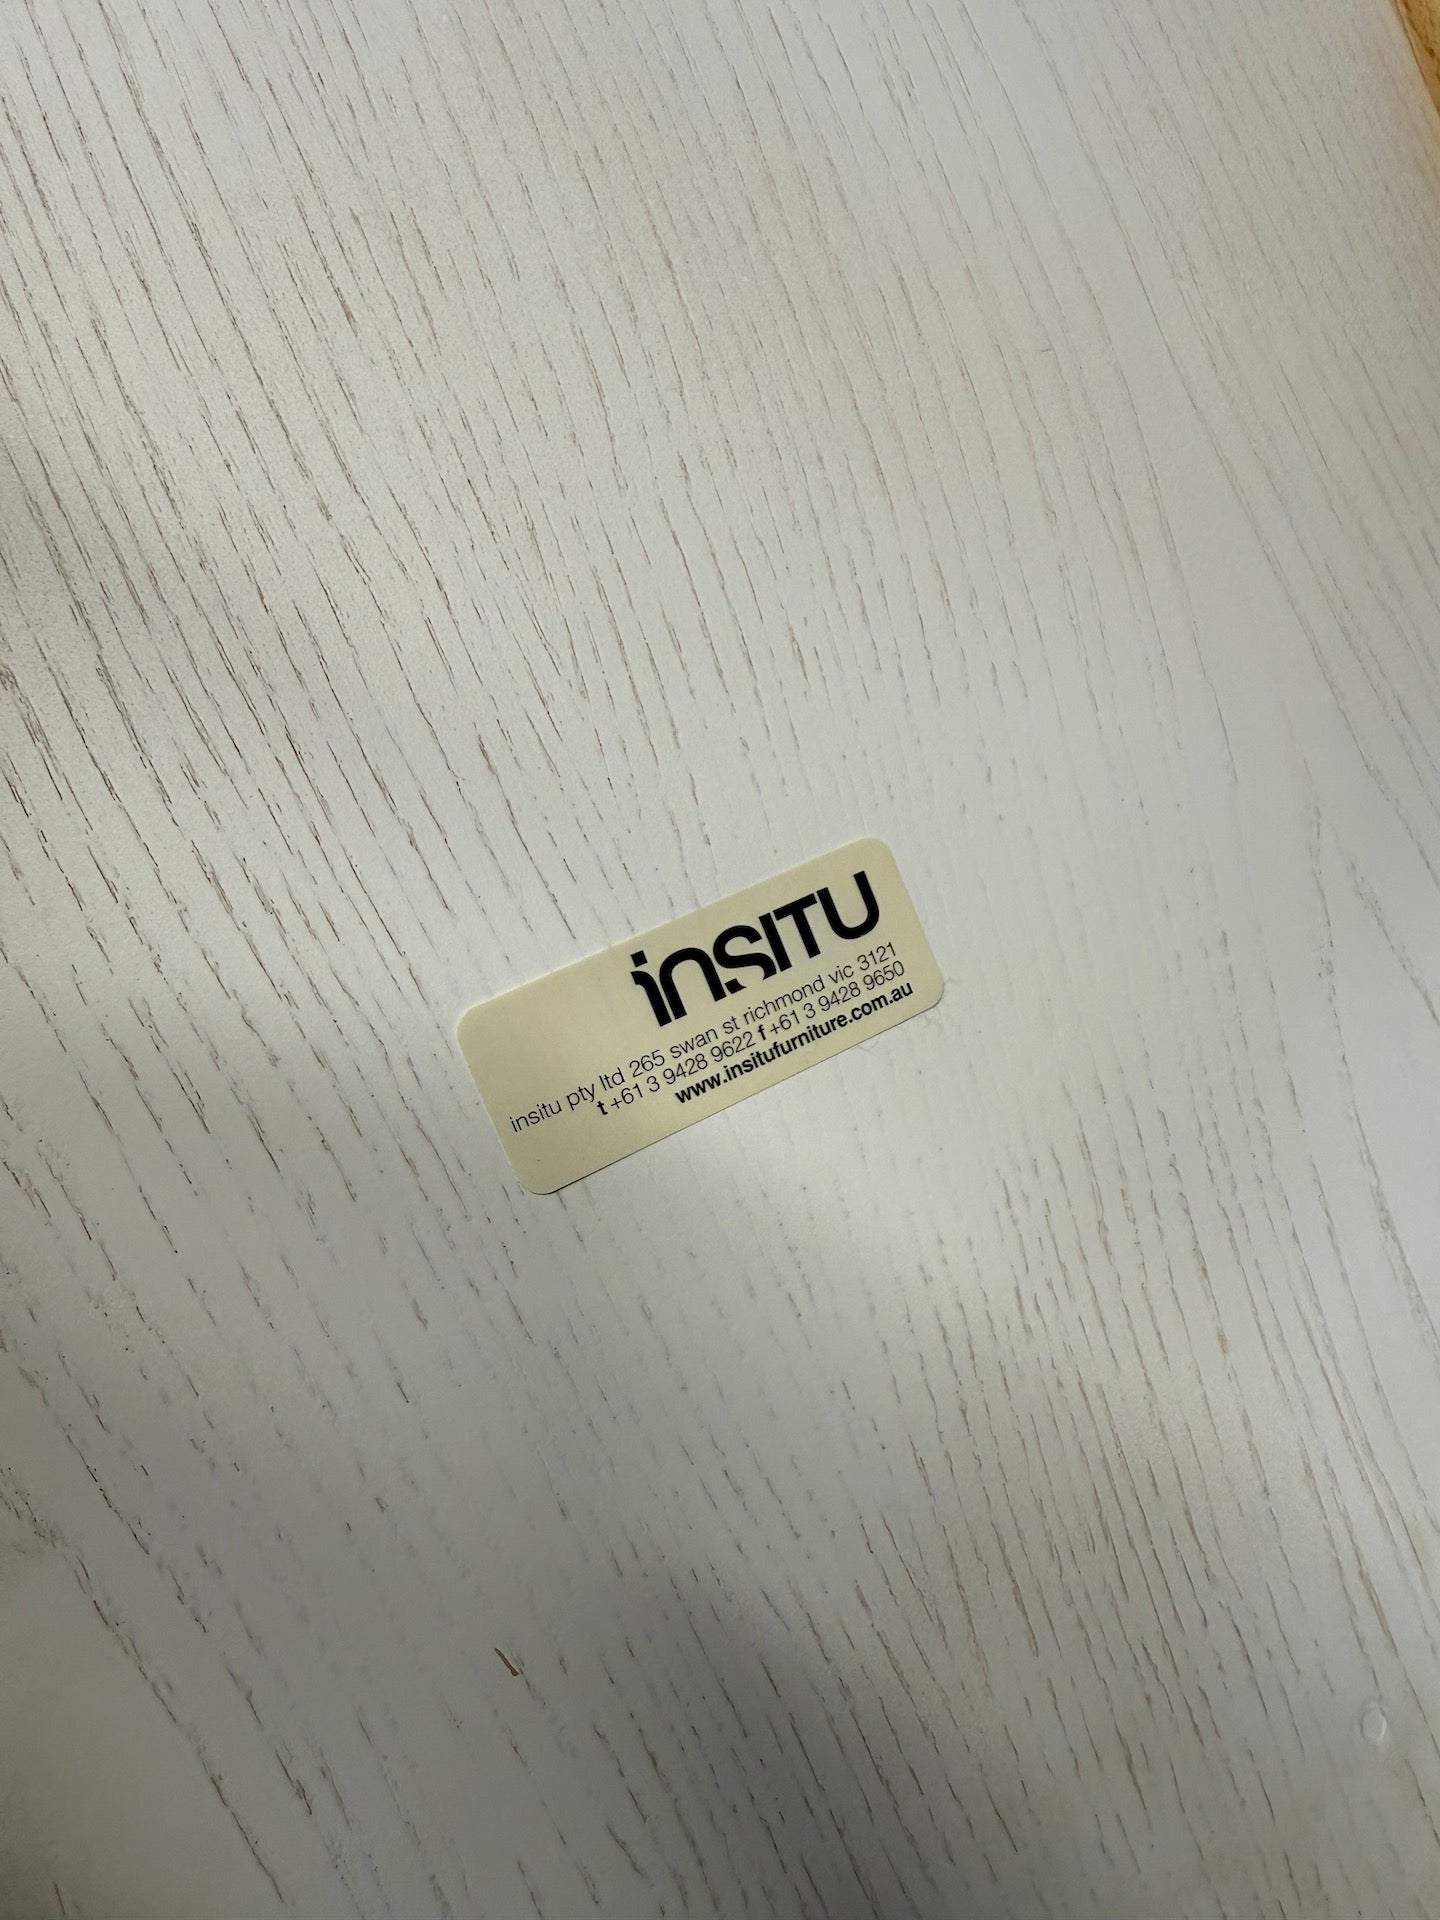 insitu
insitu pty ltd 265 swan st richmond vic 3121
t +61 3 9428 9622 f +61 3 9428 9650
www.insitufurniture.com.au